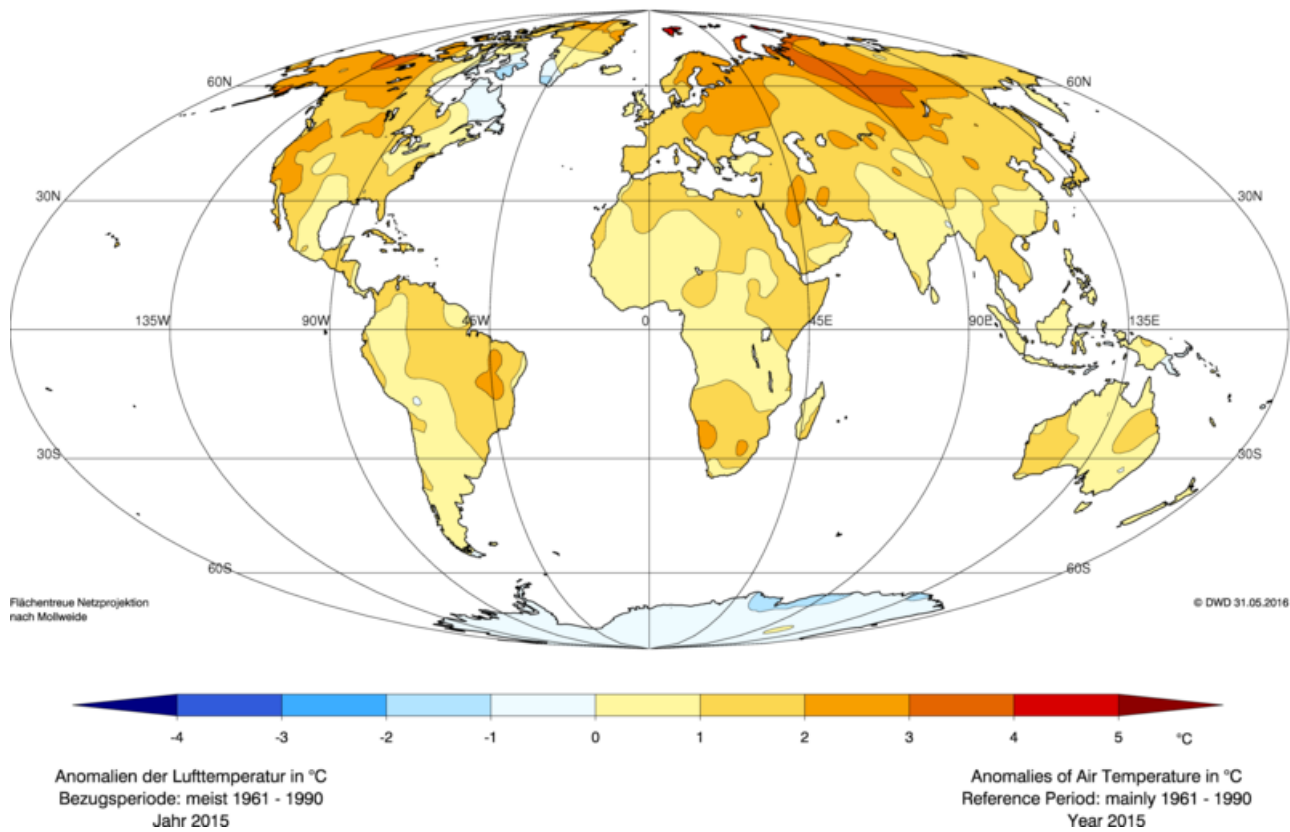 60N
60N
30N
30N
135W
90W
45W
0
45E
90E
135E
30S
30S
60S
60S
Flächentreue Netzprojektion
nach Mollweide
© DWD 31.05.2016
-4 -3 -2 -1 0 1 2 3 4 5 °C
Anomalien der Lufttemperatur in °C
Bezugsperiode: meist 1961 - 1990
Jahr 2015
Anomalies of Air Temperature in °C
Reference Period: mainly 1961 - 1990
Year 2015